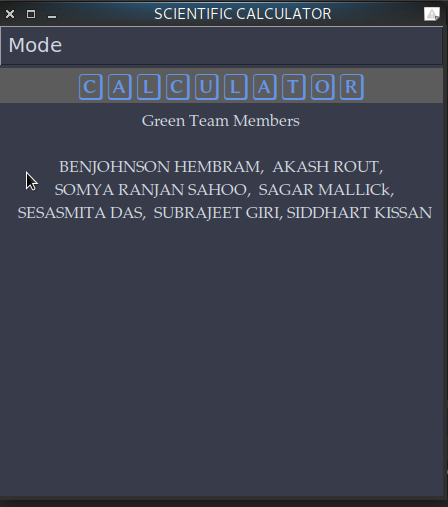 SCIENTIFIC CALCULATOR
Mode
CALCULATOR
Green Team Members
BENJOHNSON HEMBRAM, AKASH ROUT,
SOMYA RANJAN SAHOO, SAGAR MALLICk,
SESASMITA DAS, SUBRAJEET GIRI, SIDDHART KISSAN